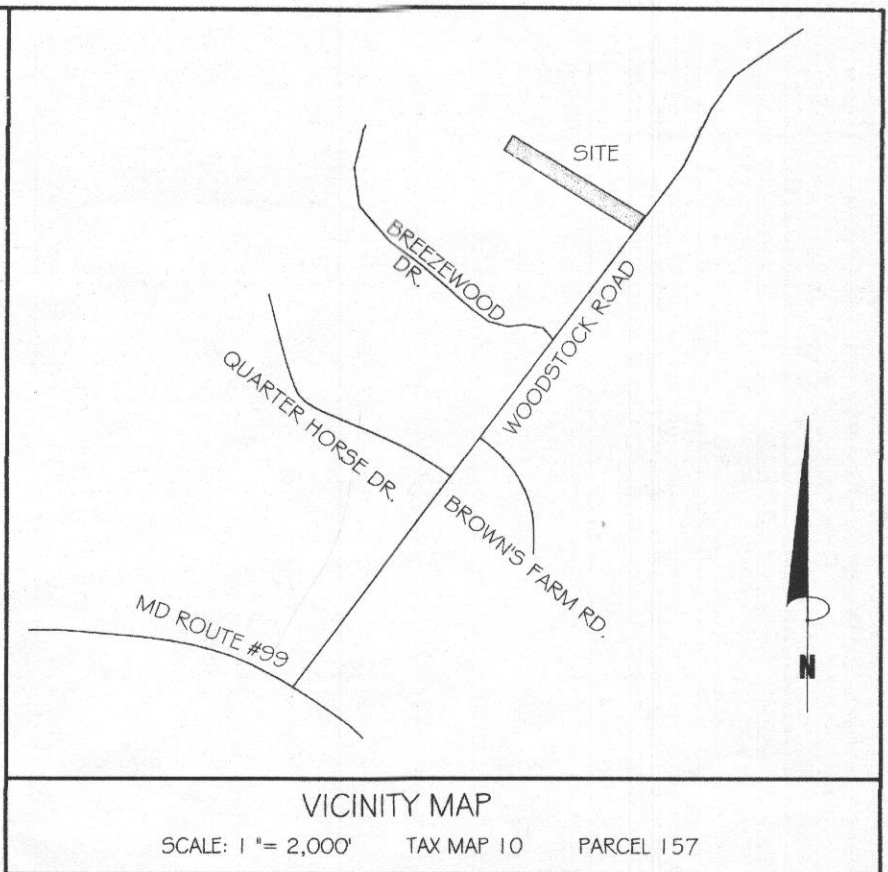 SITE
BREEZEWOOD
DR.
WOODSTOCK ROAD
QUARTER HORSE DR.
BROWN'S FARM RD.
MD ROUTE #99
N
VICINITY MAP
SCALE: 1 "= 2,000' TAX MAP 10 PARCEL 157